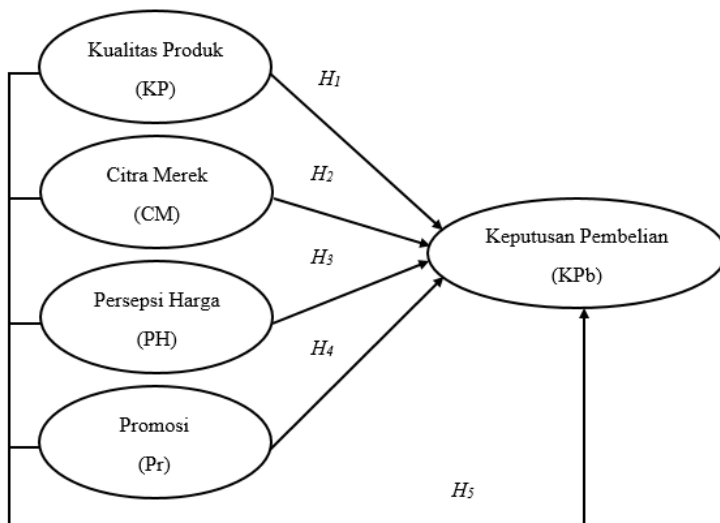 Kualitas Produk
(KP)
H1
Citra Merek
(CM)
H2
Keputusan Pembelian
(KPb)
H3
Persepsi Harga
(PH)
H4
Promosi
(Pr)
H5